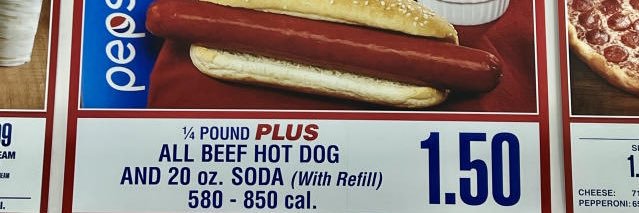 pepsi
¼ POUND PLUS
ALL BEEF HOT DOG
AND 20 oz. SODA (With Refill)
580 - 850 cal.
1.50
CHEESE:
PEPPERONI: